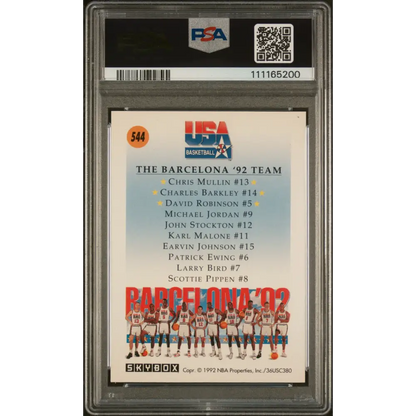 PSA
111165200
544
USA
BASKETBALL
THE BARCELONA '92 TEAM
CHRIS MULLIN #13
CHARLES BARKLEY #14
DAVID ROBINSON #5
MICHAEL JORDAN #9
JOHN STOCKTON #12
KARL MALONE #11
EARVIN JOHNSON #15
PATRICK EWING #6
LARRY BIRD #7
SCOTTIE PIPPEN #8
BARCELONA '92
SKYBOX
Capr. © 1992 NBA Properties, Inc./36USC380